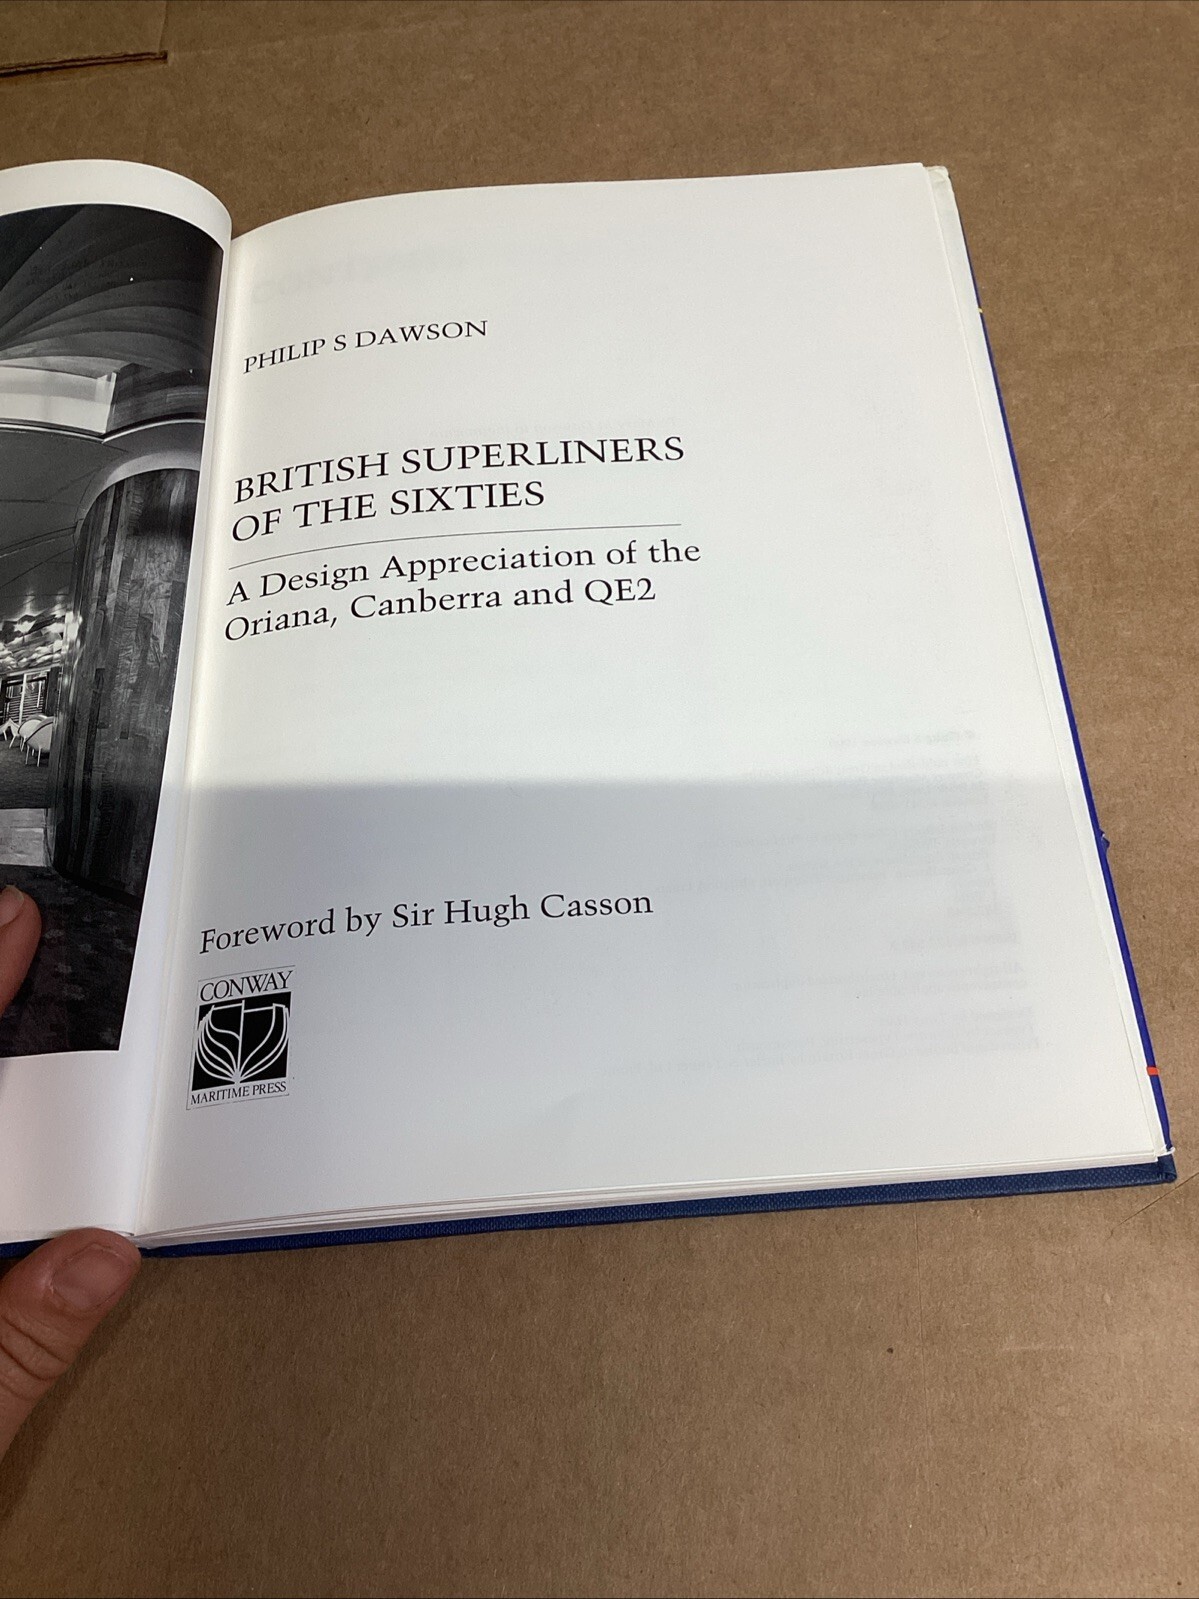 PHILIP S DAWSON
BRITISH SUPERLINERS
OF THE SIXTIES
A Design Appreciation of the
Oriana, Canberra and QE2
Foreword by Sir Hugh Casson
CONWAY
MARITIME PRESS